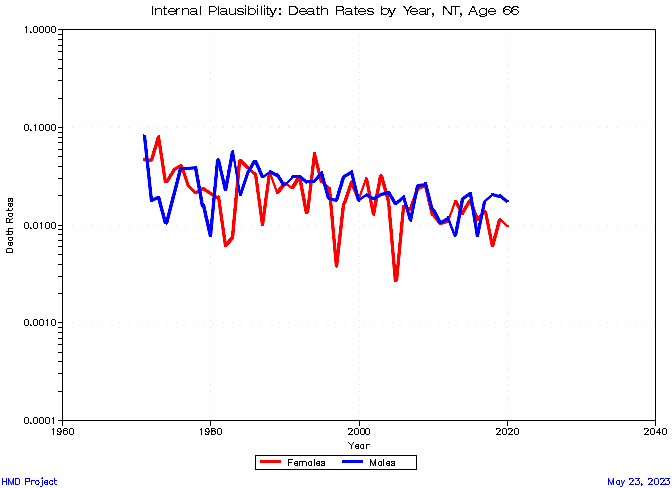 Internal Plausibility: Death Rates by Year, NT, Age 66
1.0000
0.1000
0.0100
0.0010
0.0001
Death Rates
1960
1980
2000
2020
2040
Year
Females
Males
HMD Project
May 23, 2023